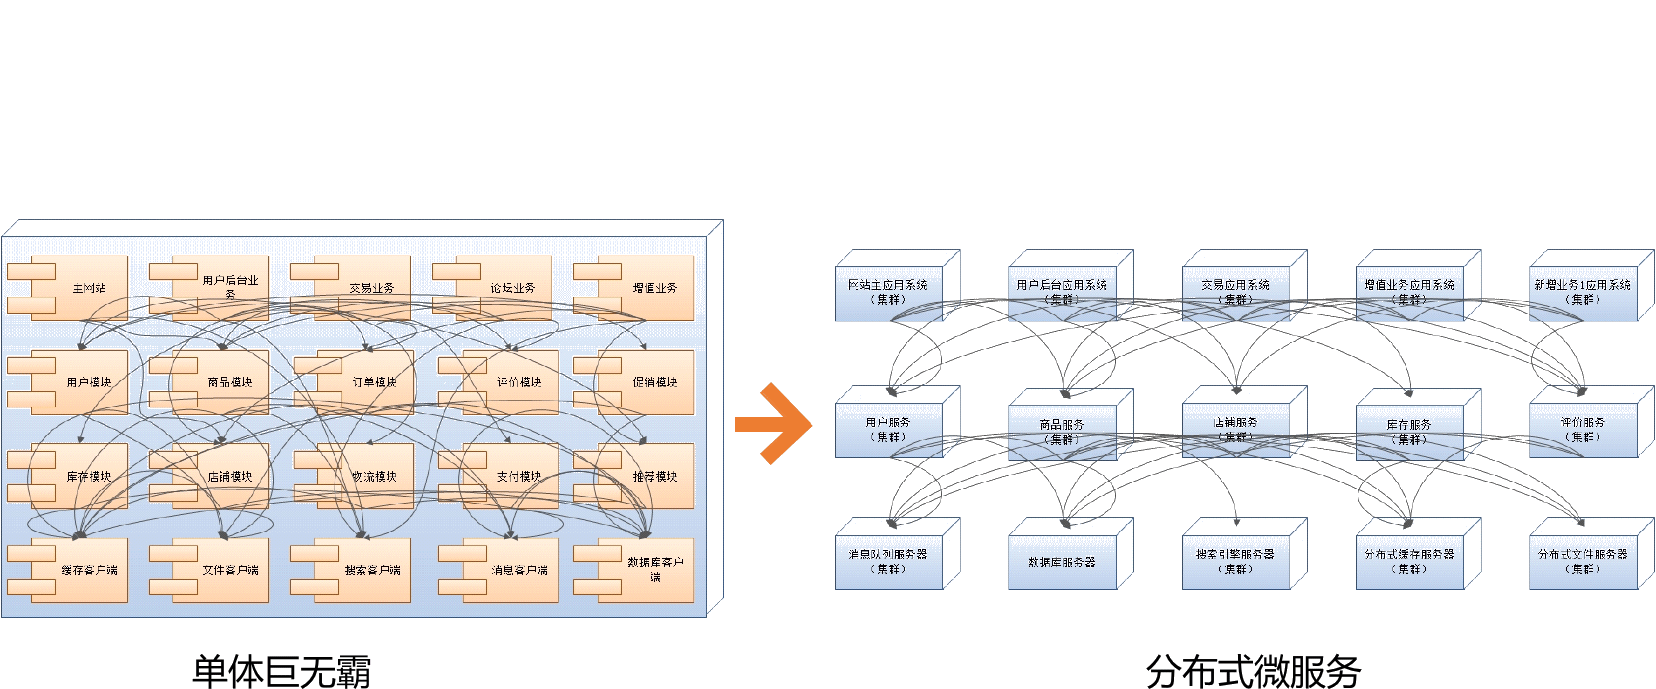 主网站
用户后台业
务
交易业务
论坛业务
增值业务
用户模块
商品模块
订单模块
评价模块
促销模块
库存模块
店铺模块
物流模块
支付模块
推荐模块
缓存客户端
文件客户端
搜索客户端
消息客户端
数据库客户
端
单体巨无霸
网站主应用系统
（集群）
用户后台应用系统
（集群）
交易应用系统
（集群）
增值业务应用系统
（集群）
新增业务1应用系统
（集群）
用户服务
（集群）
商品服务
（集群）
店铺服务
（集群）
库存服务
（集群）
评价服务
（集群）
消息队列服务器
（集群）
数据库服务器
搜索引擎服务器
（集群）
分布式缓存服务器
（集群）
分布式文件服务器
（集群）
分布式微服务